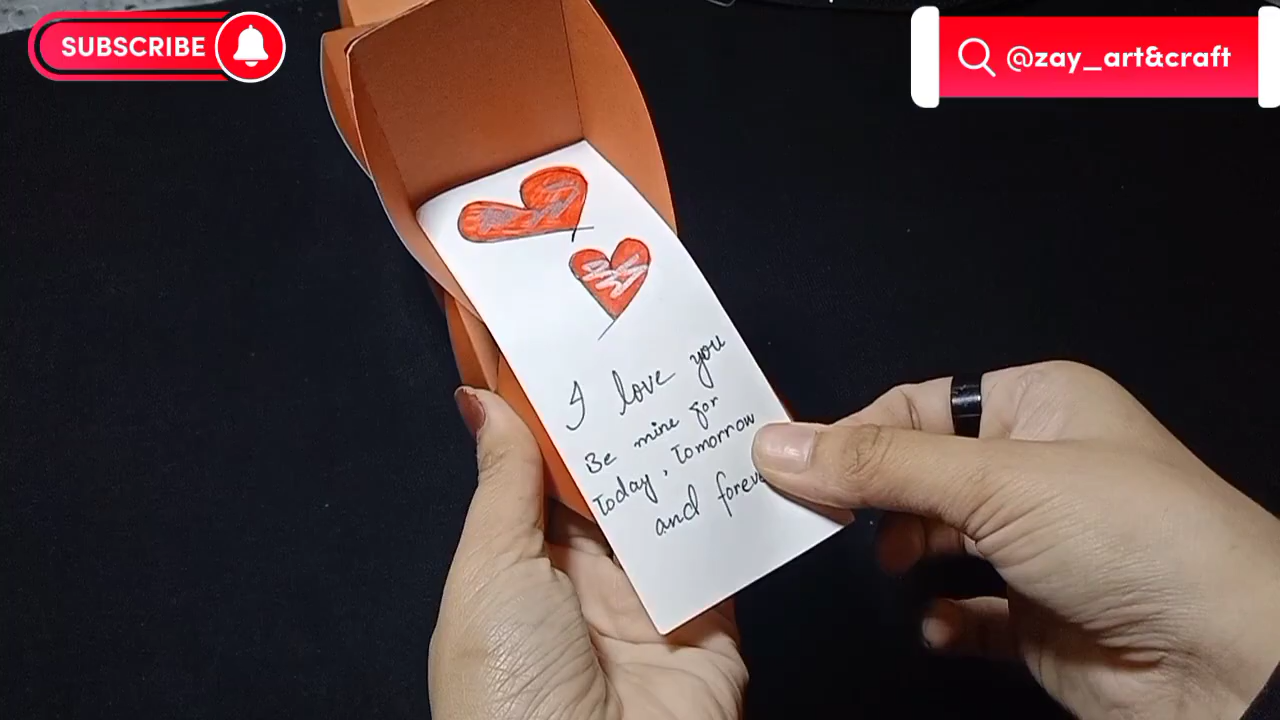 SUBSCRIBE
@zay_art&craft
I love you
Be mine for
Today, Tomorrow
and forever